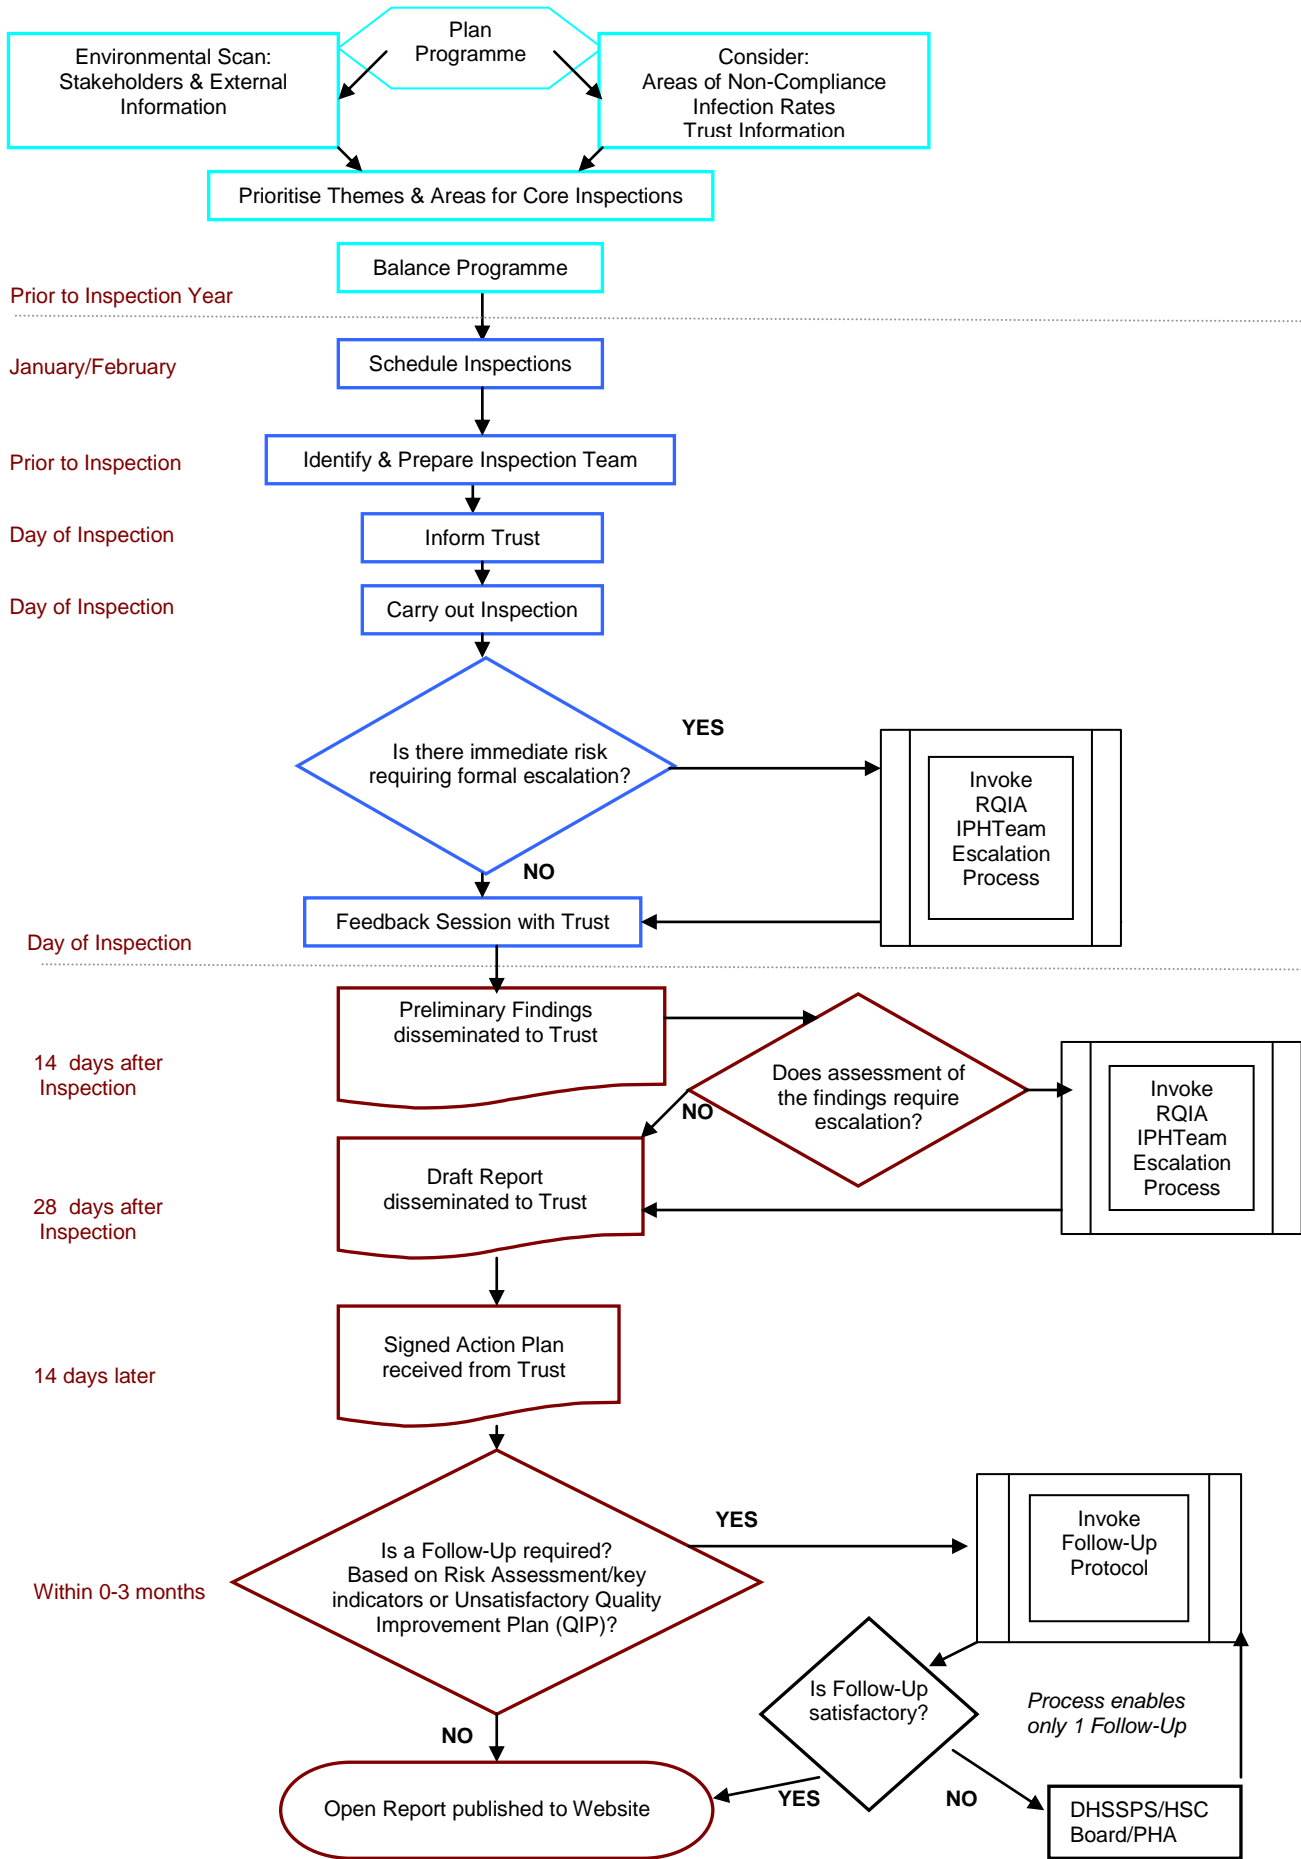 Plan
Programme
Environmental Scan:
Stakeholders & External
Information
Consider:
Areas of Non-Compliance
Infection Rates
Trust Information
Prioritise Themes & Areas for Core Inspections
Balance Programme
Prior to Inspection Year
January/February
Schedule Inspections
Prior to Inspection
Identify & Prepare Inspection Team
Day of Inspection
Inform Trust
Day of Inspection
Carry out Inspection
Is there immediate risk
requiring formal escalation?
YES
Invoke
RQIA
IPHTeam
Escalation
Process
NO
Feedback Session with Trust
Day of Inspection
Preliminary Findings
disseminated to Trust
14 days after
Inspection
Does assessment of
the findings require
escalation?
NO
Invoke
RQIA
IPHTeam
Escalation
Process
Draft Report
disseminated to Trust
28 days after
Inspection
Signed Action Plan
received from Trust
14 days later
Is a Follow-Up required?
Based on Risk Assessment/key
indicators or Unsatisfactory Quality
Improvement Plan (QIP)?
Within 0-3 months
YES
Invoke
Follow-Up
Protocol
Is Follow-Up
satisfactory?
Process enables
only 1 Follow-Up
NO
YES
NO
Open Report published to Website
DHSSPS/HSC
Board/PHA